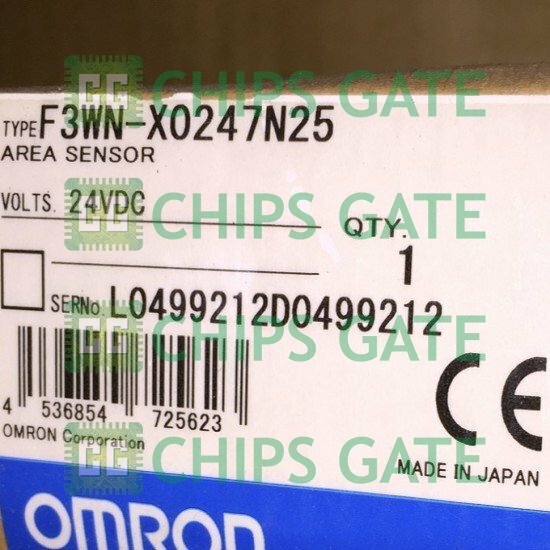 CHIPS GATE
TYPE F3WN-X0247N25
AREA SENSOR
VOLTS. 24VDC
CHIPS GATE
QTY.
1
SERNo. L0499212D0499212
CHIPS GATE
4 536854 725623
OMRON Corporation
CE
CHIPS GATE
MADE IN JAPAN
OMRON